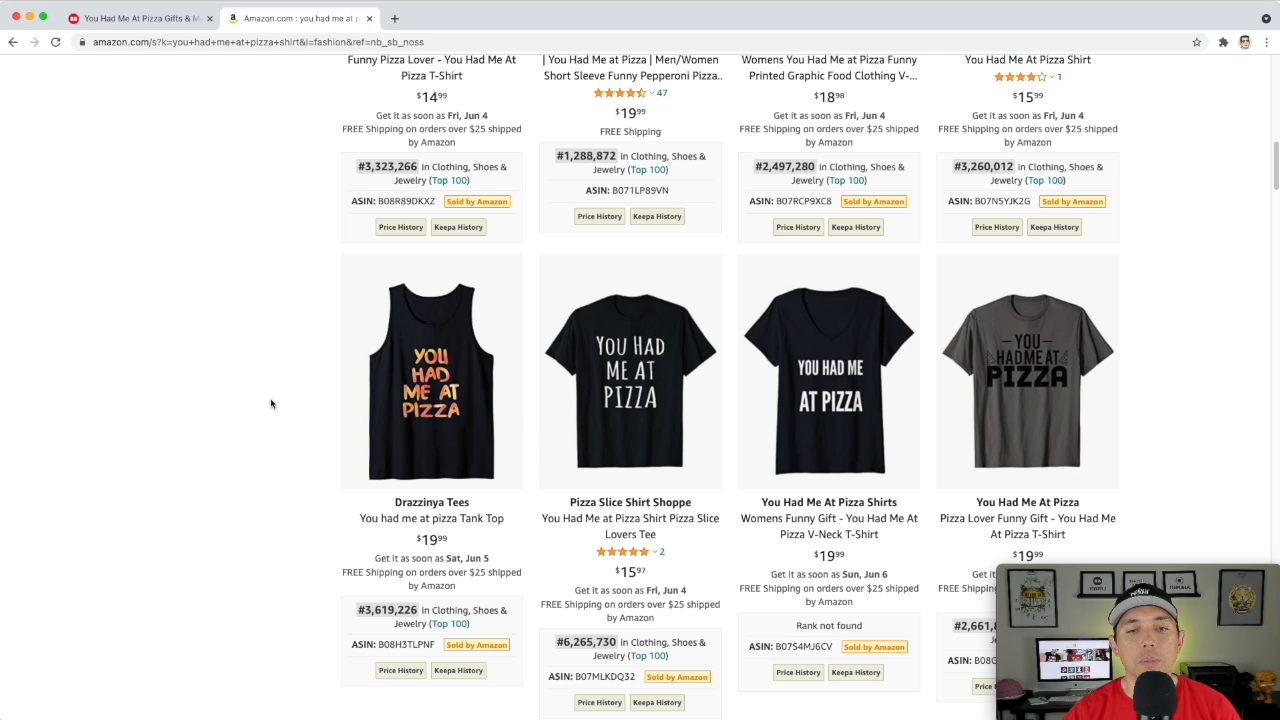 You Had Me At Pizza Gifts & M
Amazon.com : you had me at p
amazon.com/s?k=you+had+me+at+pizza+shirt&i=fashion&ref=nb_sb_noss
Funny Pizza Lover - You Had Me At
Pizza T-Shirt
$14.99
Get it as soon as Fri, Jun 4
FREE Shipping on orders over $25 shipped
by Amazon
#3,323,266 in Clothing, Shoes &
Jewelry (Top 100)
ASIN: B08R89DKXZ Sold by Amazon
Price History Keepa History
| You Had Me at Pizza | Men/Women
Short Sleeve Funny Pepperoni Pizza..
47
$19.99
FREE Shipping
#1,288,872 in Clothing, Shoes &
Jewelry (Top 100)
ASIN: B071LP89VN
Price History Keepa History
Womens You Had Me at Pizza Funny
Printed Graphic Food Clothing V-...
$18.98
Get it as soon as Fri, Jun 4
FREE Shipping on orders over $25 shipped
by Amazon
#2,497,280 in Clothing, Shoes &
Jewelry (Top 100)
ASIN: B07RCP9XC8 Sold by Amazon
Price History Keepa History
You Had Me At Pizza Shirt
1
$15.99
Get it as soon as Fri, Jun 4
FREE Shipping on orders over $25 shipped
by Amazon
#3,260,012 in Clothing, Shoes &
Jewelry (Top 100)
ASIN: B07N5YJK2G Sold by Amazon
Price History Keepa History
YOU
HAD
ME AT
PIZZA
Drazzinya Tees
You had me at pizza Tank Top
$19.99
Get it as soon as Sat, Jun 5
FREE Shipping on orders over $25 shipped
by Amazon
#3,619,226 in Clothing, Shoes &
Jewelry (Top 100)
ASIN: B08H3TLPNF Sold by Amazon
Price History Keepa History
YOU HAD
ME AT
PIZZA
Pizza Slice Shirt Shoppe
You Had Me at Pizza Shirt Pizza Slice
Lovers Tee
2
$15.97
Get it as soon as Fri, Jun 4
FREE Shipping on orders over $25 shipped
by Amazon
#6,265,730 in Clothing, Shoes &
Jewelry (Top 100)
ASIN: B07MLKDQ32 Sold by Amazon
Price History Keepa History
YOU HAD ME
AT PIZZA
You Had Me At Pizza Shirts
Womens Funny Gift - You Had Me At
Pizza V-Neck T-Shirt
$19.99
Get it as soon as Sun, Jun 6
FREE Shipping on orders over $25 shipped
by Amazon
Rank not found
ASIN: B07S4MJ6CV Sold by Amazon
Price History Keepa History
YOU
HAD ME AT
PIZZA
You Had Me At Pizza
Pizza Lover Funny Gift - You Had Me
At Pizza T-Shirt
$19.99
Get it as
FREE Shippin
#2,661,8
Jew
ASIN: B08G
Pri